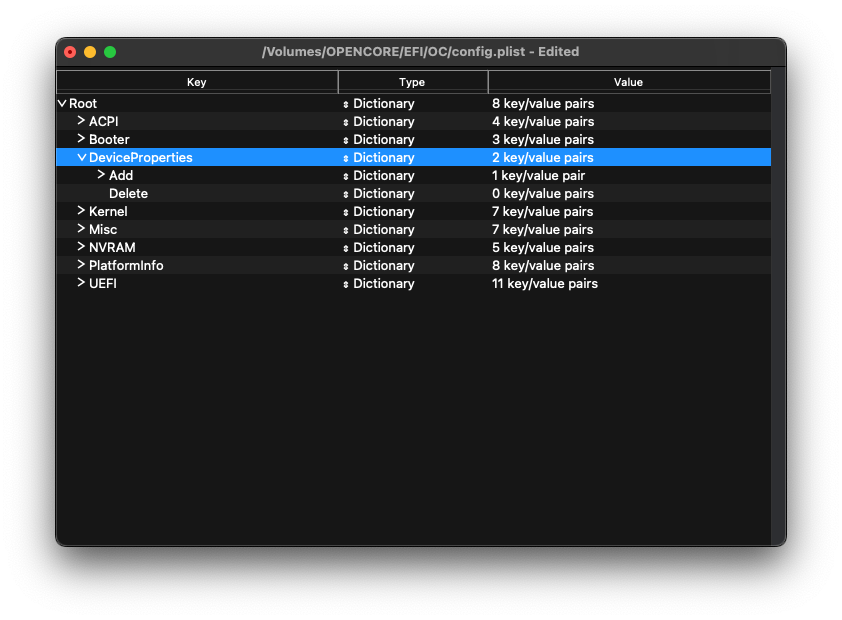 /Volumes/OPENCORE/EFI/OC/config.plist - Edited
Key Type Value
Root Dictionary 8 key/value pairs
ACPI Dictionary 4 key/value pairs
Booter Dictionary 3 key/value pairs
DeviceProperties Dictionary 2 key/value pairs
Add Dictionary 1 key/value pair
Delete Dictionary 0 key/value pairs
Kernel Dictionary 7 key/value pairs
Misc Dictionary 7 key/value pairs
NVRAM Dictionary 5 key/value pairs
PlatformInfo Dictionary 8 key/value pairs
UEFI Dictionary 11 key/value pairs